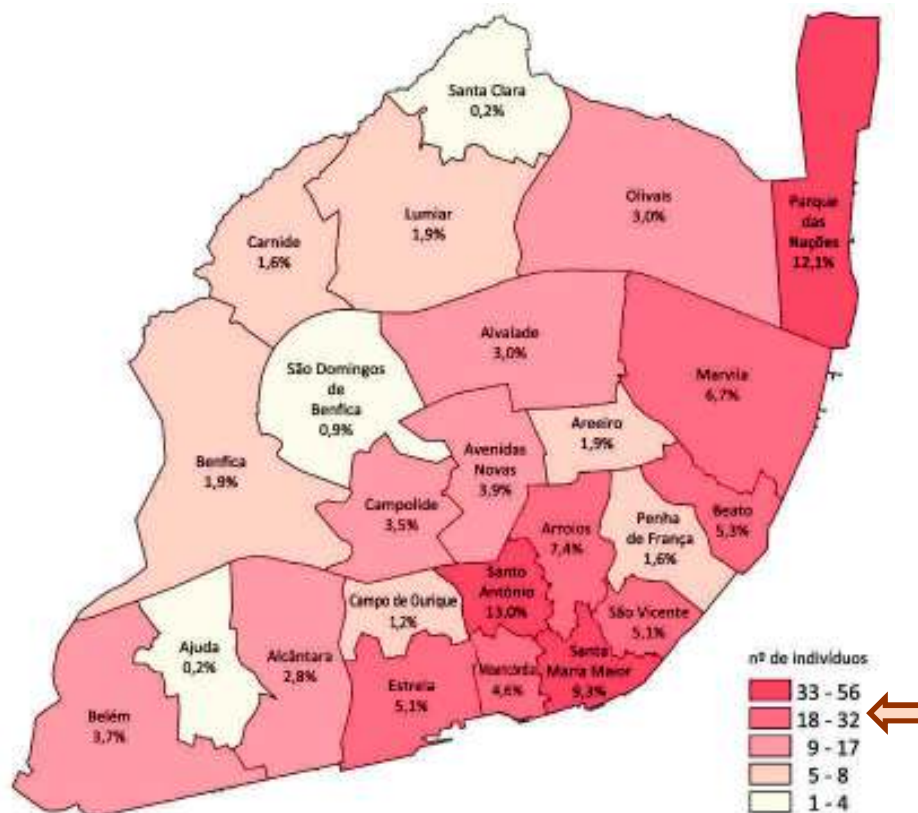 Santa Clara
0,2%
Olivais
3,0%
Parque
das
Nações
12,1%
Lumiar
1,9%
Carnide
1,6%
Alvalade
3,0%
São Domingos
de
Benfica
0,9%
Marvila
6,7%
Areeiro
1,9%
Avenidas
Novas
3,9%
Benfica
1,9%
Campolide
3,5%
Beato
5,3%
Penha
de França
1,6%
Arroios
7,4%
Santo
António
13,0%
Campo de Ourique
1,2%
São Vicente
5,1%
Ajuda
0,2%
Alcântara
2,8%
Santa
Maria Maior
9,3%
Misericórdia
4,6%
Estrela
5,1%
Belém
3,7%
nº de indivíduos
33 - 56
18 - 32
9 - 17
5 - 8
1 - 4